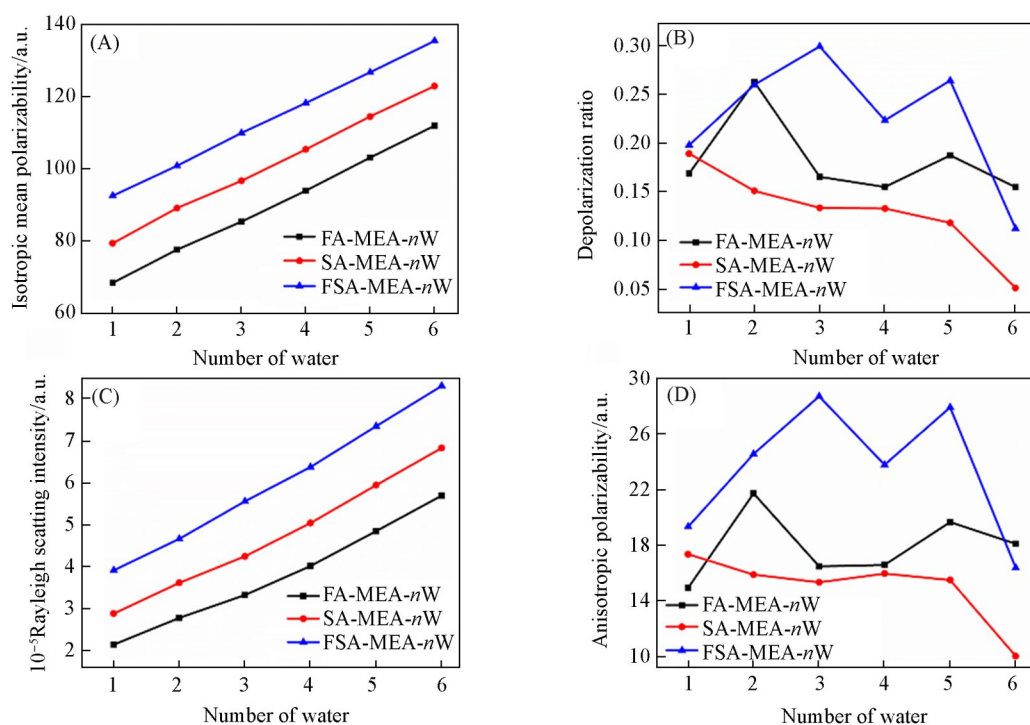 (A)
Isotropic mean polarizability/a.u.
140
120
100
80
60
FA-MEA-nW
SA-MEA-nW
FSA-MEA-nW
1 2 3 4 5 6
Number of water
(B)
Depolarization ratio
0.30
0.25
0.20
0.15
0.10
0.05
FA-MEA-nW
SA-MEA-nW
FSA-MEA-nW
1 2 3 4 5 6
Number of water
(C)
10⁻⁵Rayleigh scatting intensity/a.u.
8
7
6
5
4
3
2
FA-MEA-nW
SA-MEA-nW
FSA-MEA-nW
1 2 3 4 5 6
Number of water
(D)
Anisotropic polarizability/a.u.
30
26
22
18
14
10
FA-MEA-nW
SA-MEA-nW
FSA-MEA-nW
1 2 3 4 5 6
Number of water